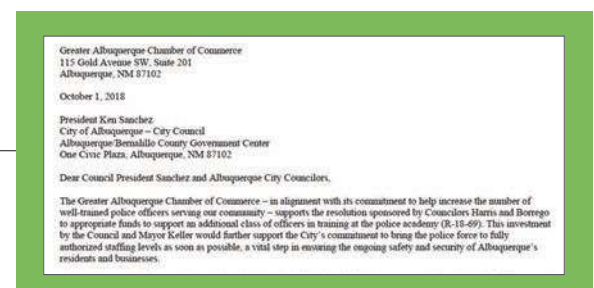 Greater Albuquerque Chamber of Commerce
115 Gold Avenue SW, Suite 201
Albuquerque, NM 87102
October 1, 2018
President Ken Sanchez
City of Albuquerque – City Council
Albuquerque/Bernalillo County Government Center
One Civic Plaza, Albuquerque, NM 87102
Dear Council President Sanchez and Albuquerque City Councilors,
The Greater Albuquerque Chamber of Commerce – in alignment with its commitment to help increase the number of
well-trained police officers serving our community – supports the resolution sponsored by Councilors Harris and Borrego
to appropriate funds to support an additional class of officers in training at the police academy (R-18-69). This investment
by the Council and Mayor Keller would further support the City's commitment to bring the police force to fully
authorized staffing levels as soon as possible, a vital step in ensuring the ongoing safety and security of Albuquerque's
residents and businesses.